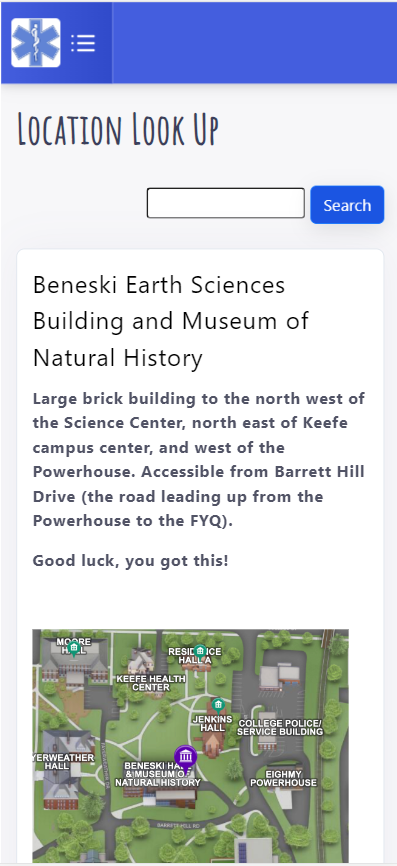 Location Look Up
Search
Beneski Earth Sciences
Building and Museum of
Natural History
Large brick building to the north west of
the Science Center, north east of Keefe
campus center, and west of the
Powerhouse. Accessible from Barrett Hill
Drive (the road leading up from the
Powerhouse to the FYQ).
Good luck, you got this!
MOORE
HALL
RESIDENCE
HALL A
KEEFE HEALTH
CENTER
JENKINS
HALL
COLLEGE POLICE/
SERVICE BUILDING
YERWEATHER
HALL
BENESKI HALL
& MUSEUM OF
NATURAL HISTORY
EIGHMY
POWERHOUSE
BARRETT HILL RD